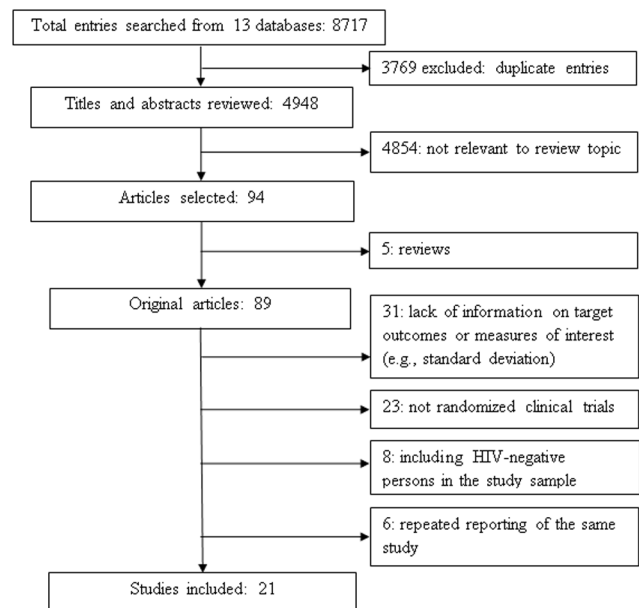 Total entries searched from 13 databases: 8717
3769 excluded: duplicate entries
Titles and abstracts reviewed: 4948
4854: not relevant to review topic
Articles selected: 94
5: reviews
Original articles: 89
31: lack of information on target
outcomes or measures of interest
(e.g., standard deviation)
23: not randomized clinical trials
8: including HIV-negative
persons in the study sample
6: repeated reporting of the same
study
Studies included: 21